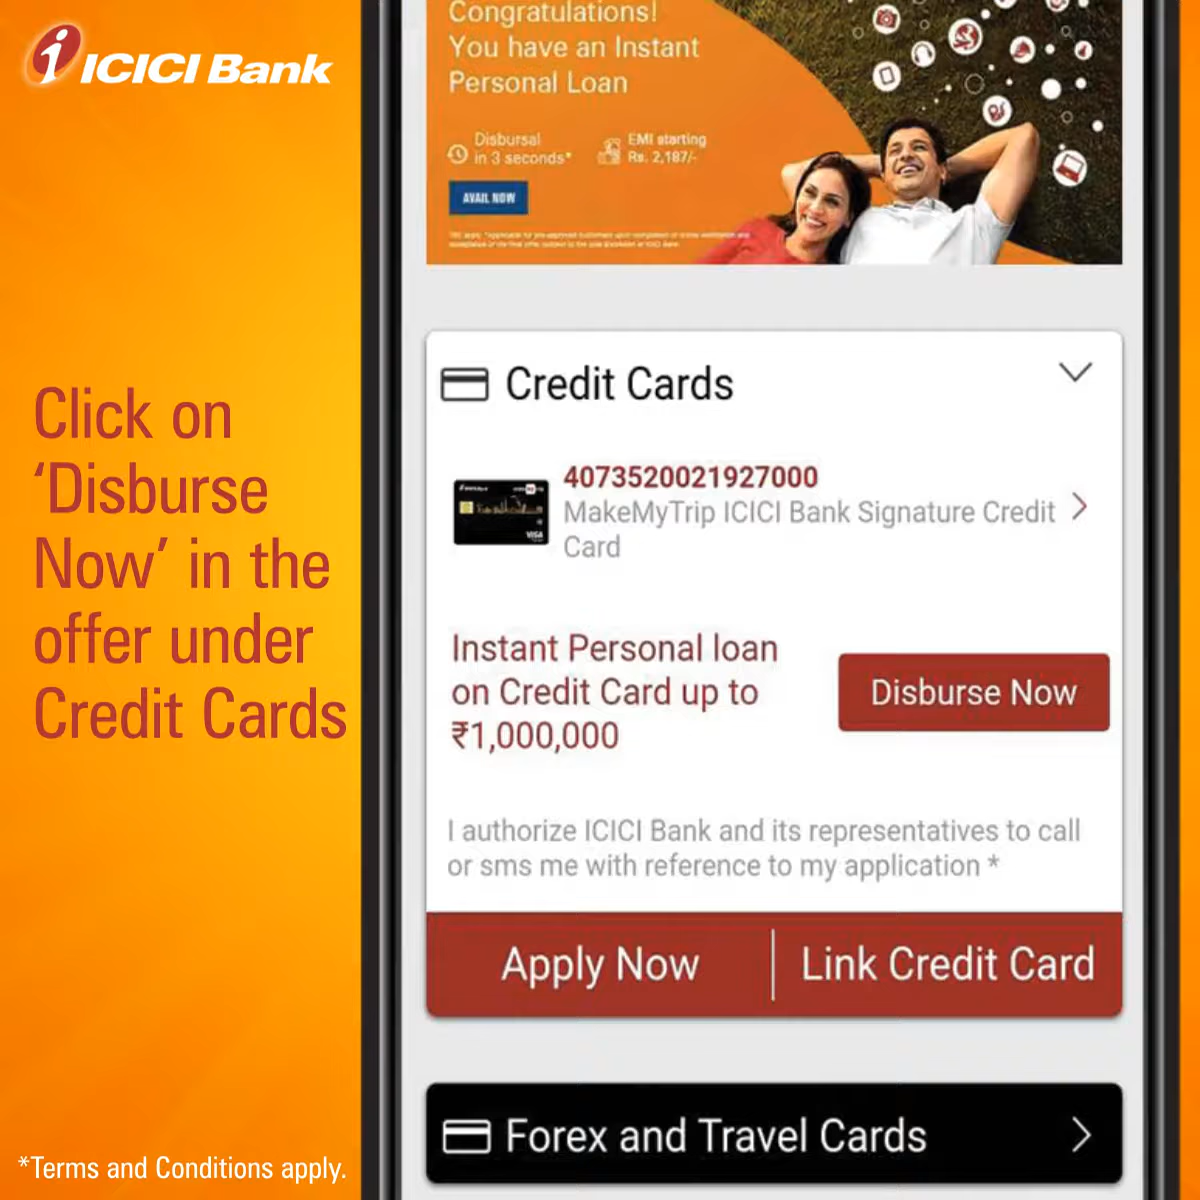 ICICI Bank
Click on
‘Disburse
Now’ in the
offer under
Credit Cards
*Terms and Conditions apply.
Congratulations!
You have an Instant
Personal Loan
Disbursal
in 3 seconds*
EMI starting
Rs. 2,187/-
AVAIL NOW
Credit Cards
4073520021927000
MakeMyTrip ICICI Bank Signature Credit
Card
VISA
Instant Personal loan
on Credit Card up to
₹1,000,000
Disburse Now
I authorize ICICI Bank and its representatives to call
or sms me with reference to my application *
Apply Now
Link Credit Card
Forex and Travel Cards